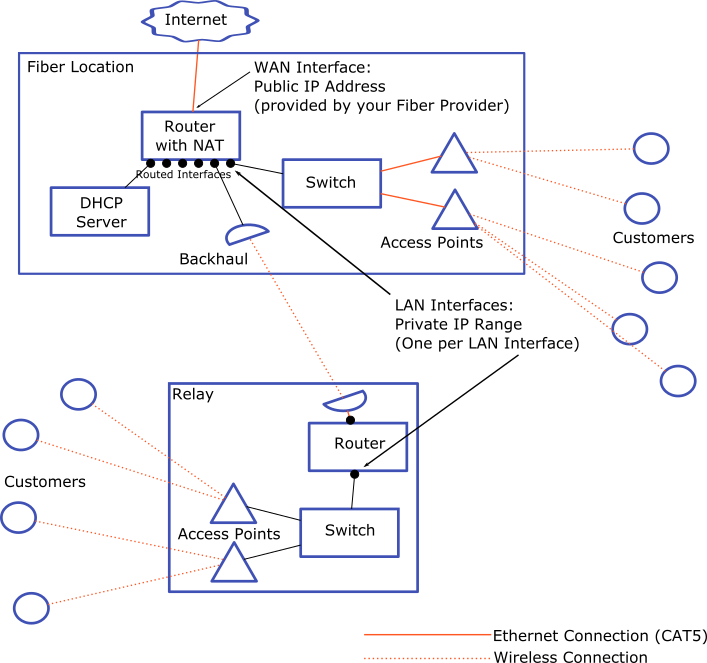 Internet
Fiber Location
WAN Interface:
Public IP Address
(provided by your Fiber Provider)
Router
with NAT
Routed Interfaces
Switch
DHCP
Server
Access Points
Customers
Backhaul
LAN Interfaces:
Private IP Range
(One per LAN Interface)
Relay
Router
Customers
Access Points
Switch
Ethernet Connection (CAT5)
Wireless Connection